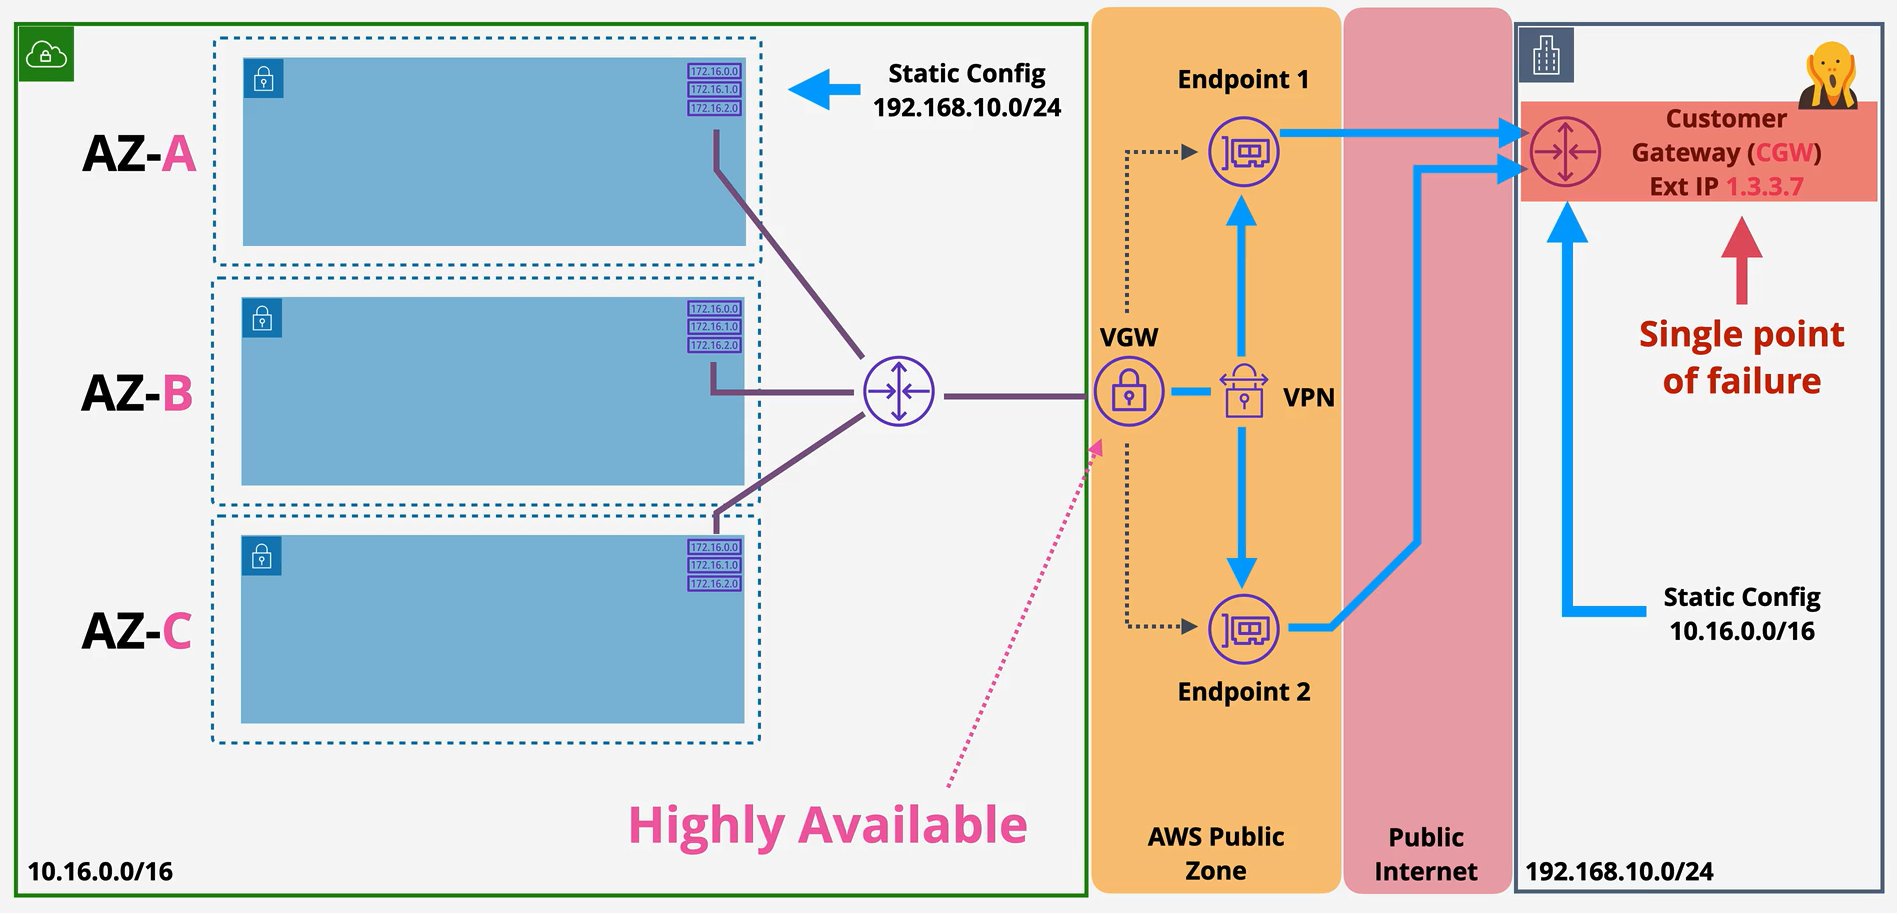 AZ-A
172.16.0.0
172.16.1.0
172.16.2.0
Static Config
192.168.10.0/24
AZ-B
172.16.0.0
172.16.1.0
172.16.2.0
AZ-C
172.16.0.0
172.16.1.0
172.16.2.0
Highly Available
10.16.0.0/16
Endpoint 1
VGW
VPN
Endpoint 2
AWS Public
Zone
Public
Internet
Customer
Gateway (CGW)
Ext IP 1.3.3.7
Single point
of failure
Static Config
10.16.0.0/16
192.168.10.0/24